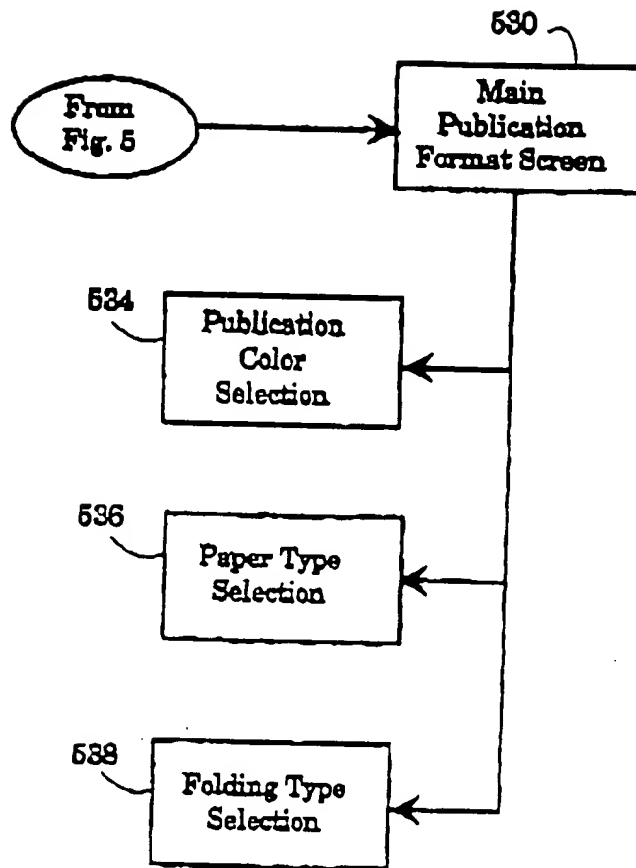 530
From
Fig. 5
Main
Publication
Format Screen
534
Publication
Color
Selection
536
Paper Type
Selection
538
Folding Type
Selection